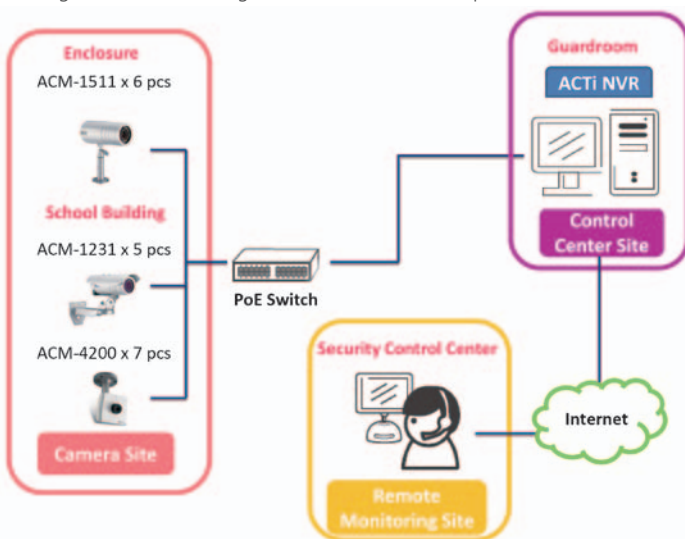 Enclosure
ACM-1511 x 6 pcs
School Building
ACM-1231 x 5 pcs
ACM-4200 x 7 pcs
Camera Site
PoE Switch
Guardroom
ACTi NVR
Control
Center Site
Security Control Center
Remote
Monitoring Site
Internet